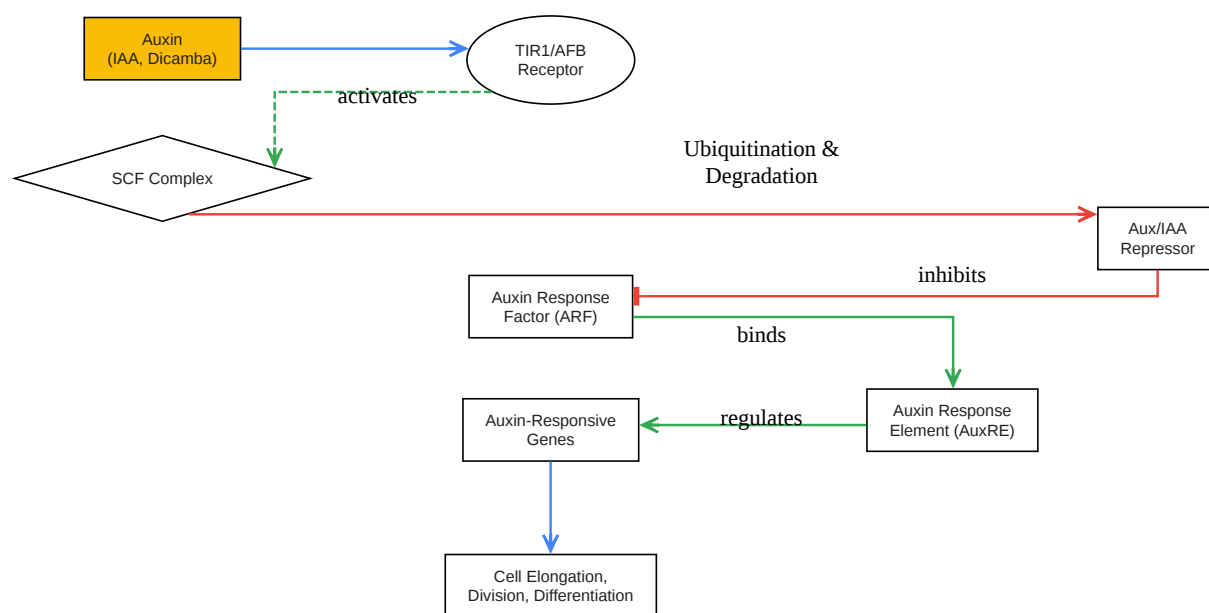 Auxin
(IAA, Dicamba)
TIR1/AFB
Receptor
activates
SCF Complex
Ubiquitination &
Degradation
Aux/IAA
Repressor
inhibits
Auxin Response
Factor (ARF)
binds
Auxin Response
Element (AuxRE)
regulates
Auxin-Responsive
Genes
Cell Elongation,
Division, Differentiation